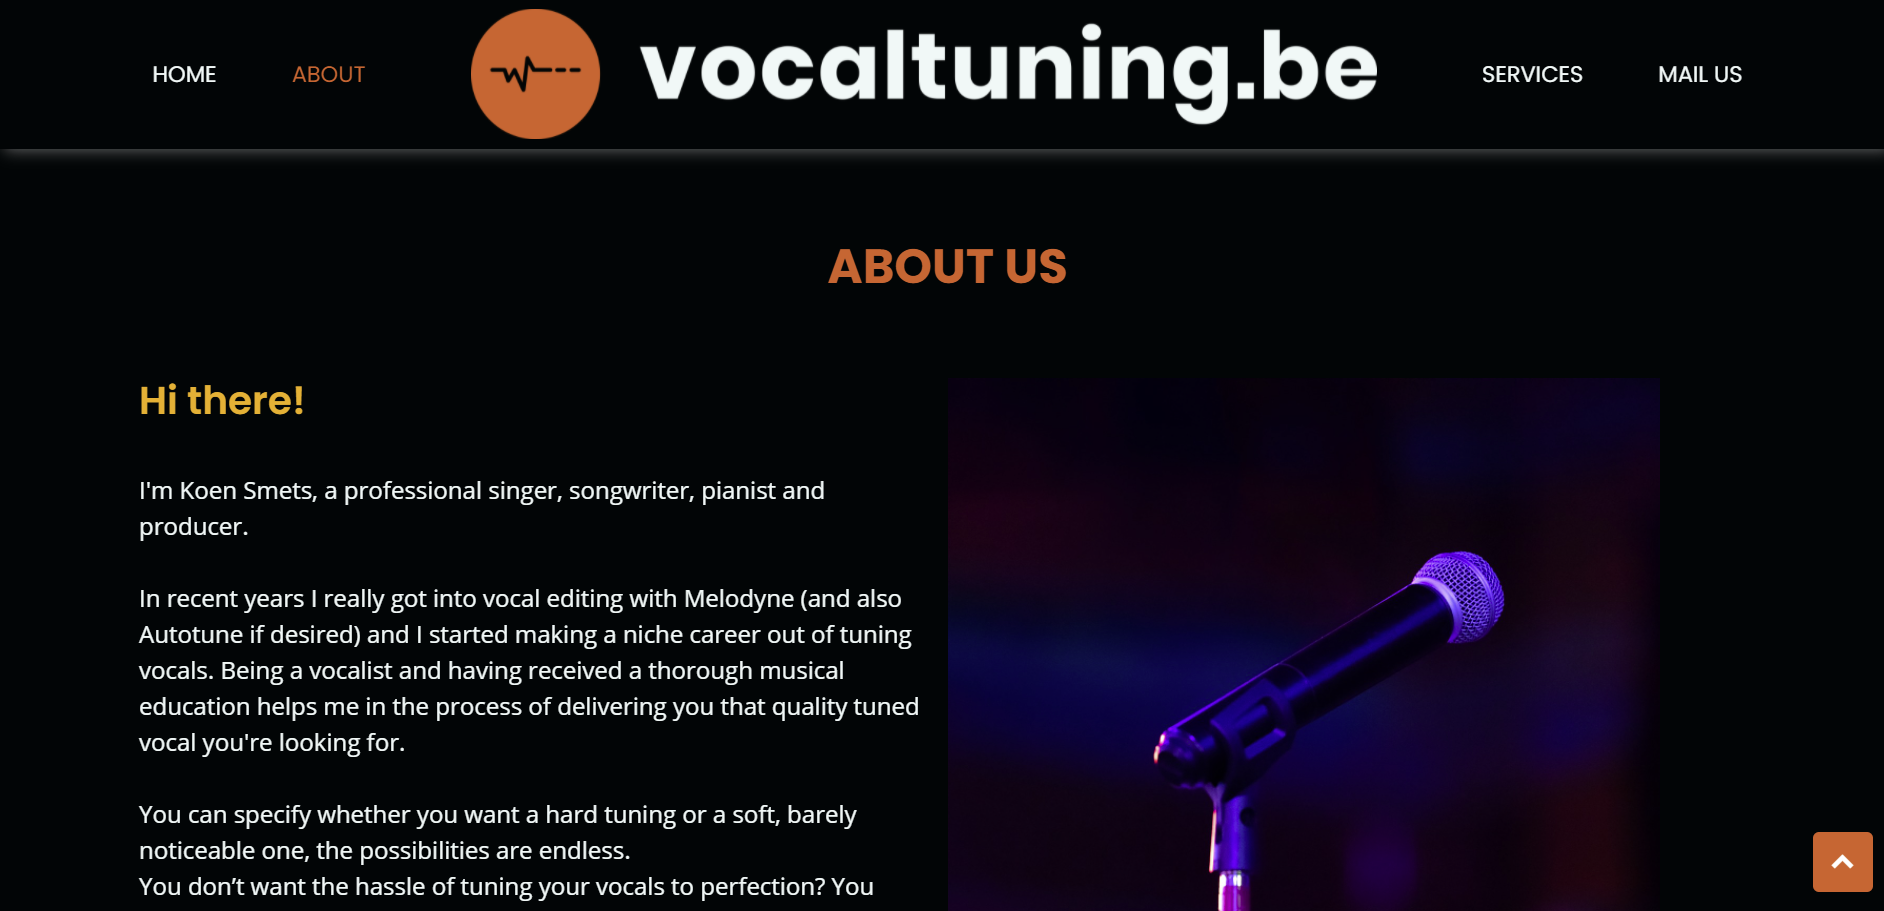 HOME
ABOUT
vocaltuning.be
SERVICES
MAIL US
ABOUT US
Hi there!
I'm Koen Smets, a professional singer, songwriter, pianist and
producer.
In recent years I really got into vocal editing with Melodyne (and also
Autotune if desired) and I started making a niche career out of tuning
vocals. Being a vocalist and having received a thorough musical
education helps me in the process of delivering you that quality tuned
vocal you're looking for.
You can specify whether you want a hard tuning or a soft, barely
noticeable one, the possibilities are endless.
You don’t want the hassle of tuning your vocals to perfection? You